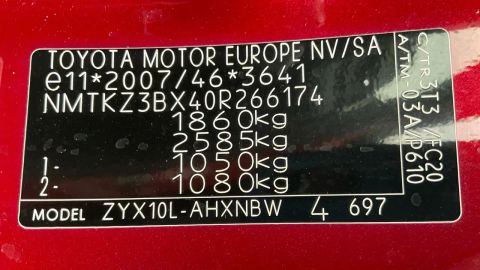 TOYOTA MOTOR EUROPE NV/SA
e11*2007/46*3641
NMTKZ3BX40R266174
1860kg
2585kg
1- 1050kg
2- 1080kg
MODEL ZYX10L-AHXNBW 4 697
C/TR 3T3 /TC20
A/TM -03A/P610